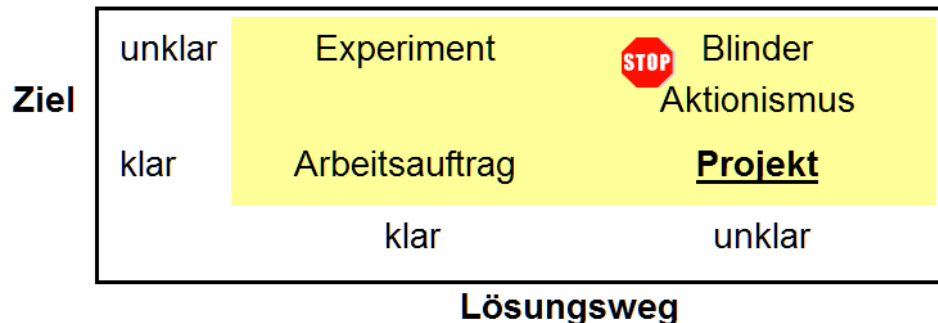 unklar Experiment STOP Blinder
Ziel Aktionismus
klar Arbeitsauftrag Projekt
klar unklar
Lösungsweg